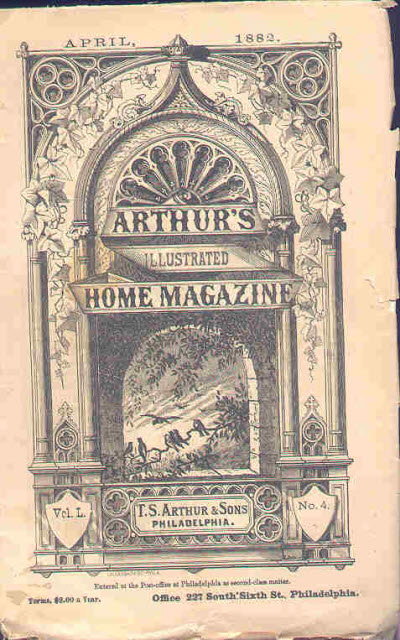 APRIL, 1882.
ARTHUR'S
ILLUSTRATED
HOME MAGAZINE
Vol. L. T. S. ARTHUR & SONS No. 4.
PHILADELPHIA.
Entered at the Post-office at Philadelphia as second-class matter.
Terms, $2.00 a Year. Office 227 South Sixth St., Philadelphia.